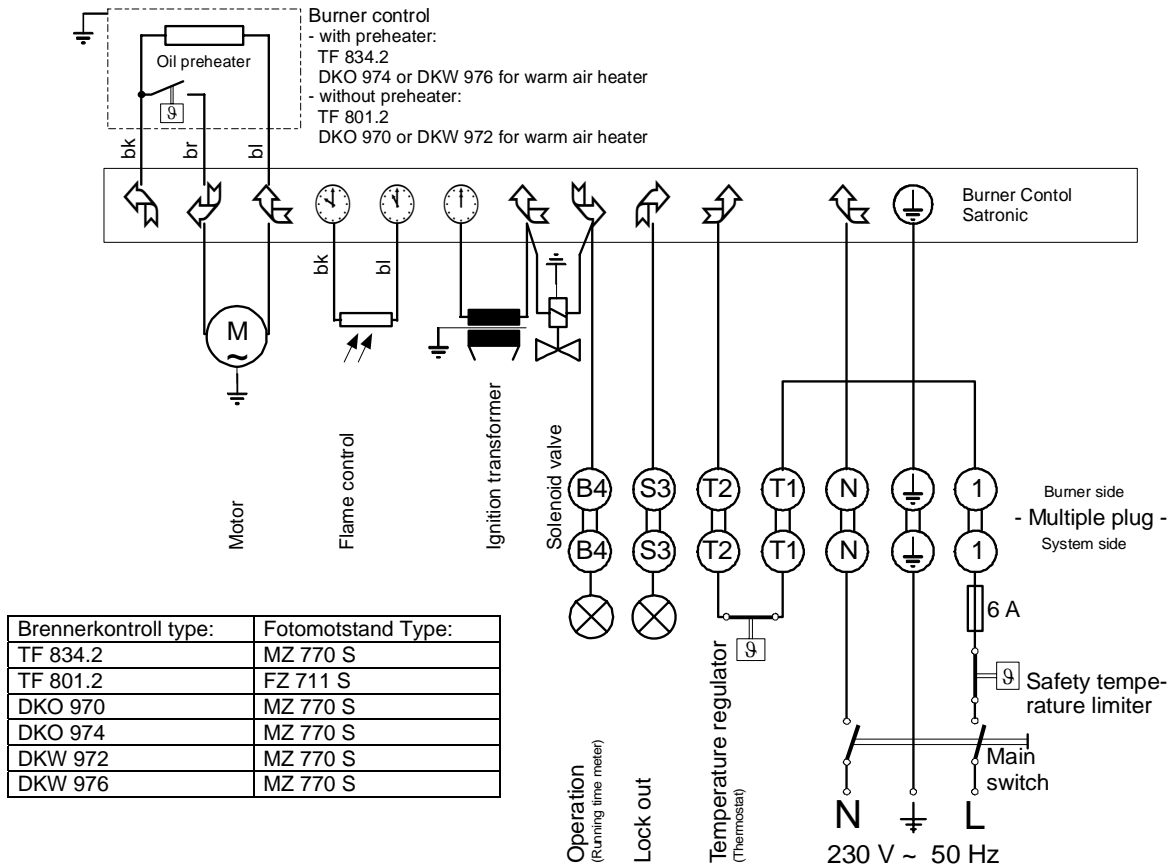 Burner control
- with preheater:
TF 834.2
DKO 974 or DKW 976 for warm air heater
- without preheater:
TF 801.2
DKO 970 or DKW 972 for warm air heater
Oil preheater
ϑ
bk
br
bl
Burner Contol
Satronic
bk
bl
M
~
Motor
Flame control
Ignition transformer
Solenoid valve
B4 S3 T2 T1 N 1
Burner side
- Multiple plug -
System side
B4 S3 T2 T1 N 1
6 A
ϑ
ϑ
Safety tempe-
rature limiter
Main
switch
Operation
(Running time meter)
Lock out
Temperature regulator
(Thermostat)
N L
230 V ~ 50 Hz
Brennerkontroll type: Fotomotstand Type:
TF 834.2 MZ 770 S
TF 801.2 FZ 711 S
DKO 970 MZ 770 S
DKO 974 MZ 770 S
DKW 972 MZ 770 S
DKW 976 MZ 770 S